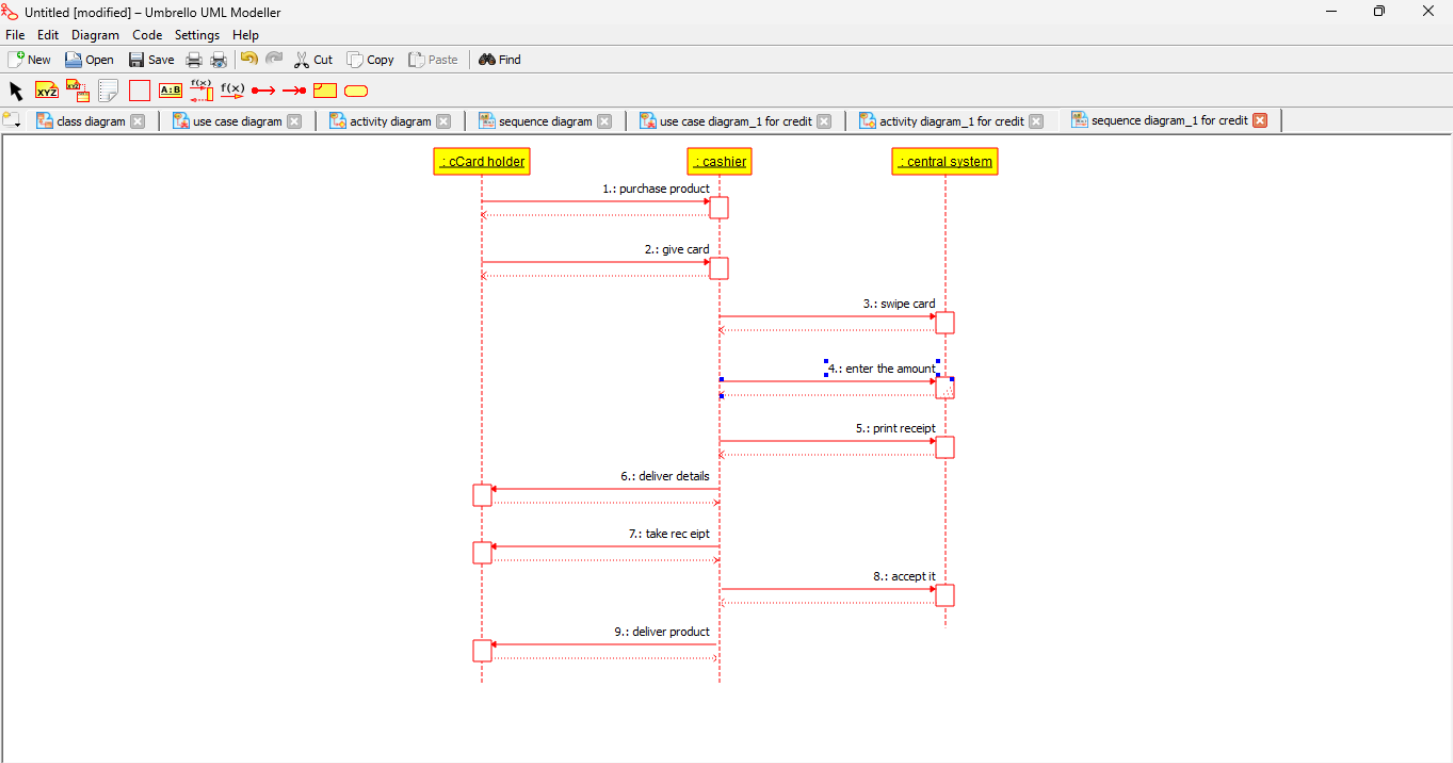 Untitled [modified] – Umbrello UML Modeller
File Edit Diagram Code Settings Help
New Open Save Cut Copy Paste Find
XYZ XYZ A:B f(x) f(x)
class diagram use case diagram activity diagram sequence diagram use case diagram_1 for credit activity diagram_1 for credit sequence diagram_1 for credit
: cCard holder : cashier : central system
1.: purchase product
2.: give card
3.: swipe card
4.: enter the amount
5.: print receipt
6.: deliver details
7.: take rec eipt
8.: accept it
9.: deliver product